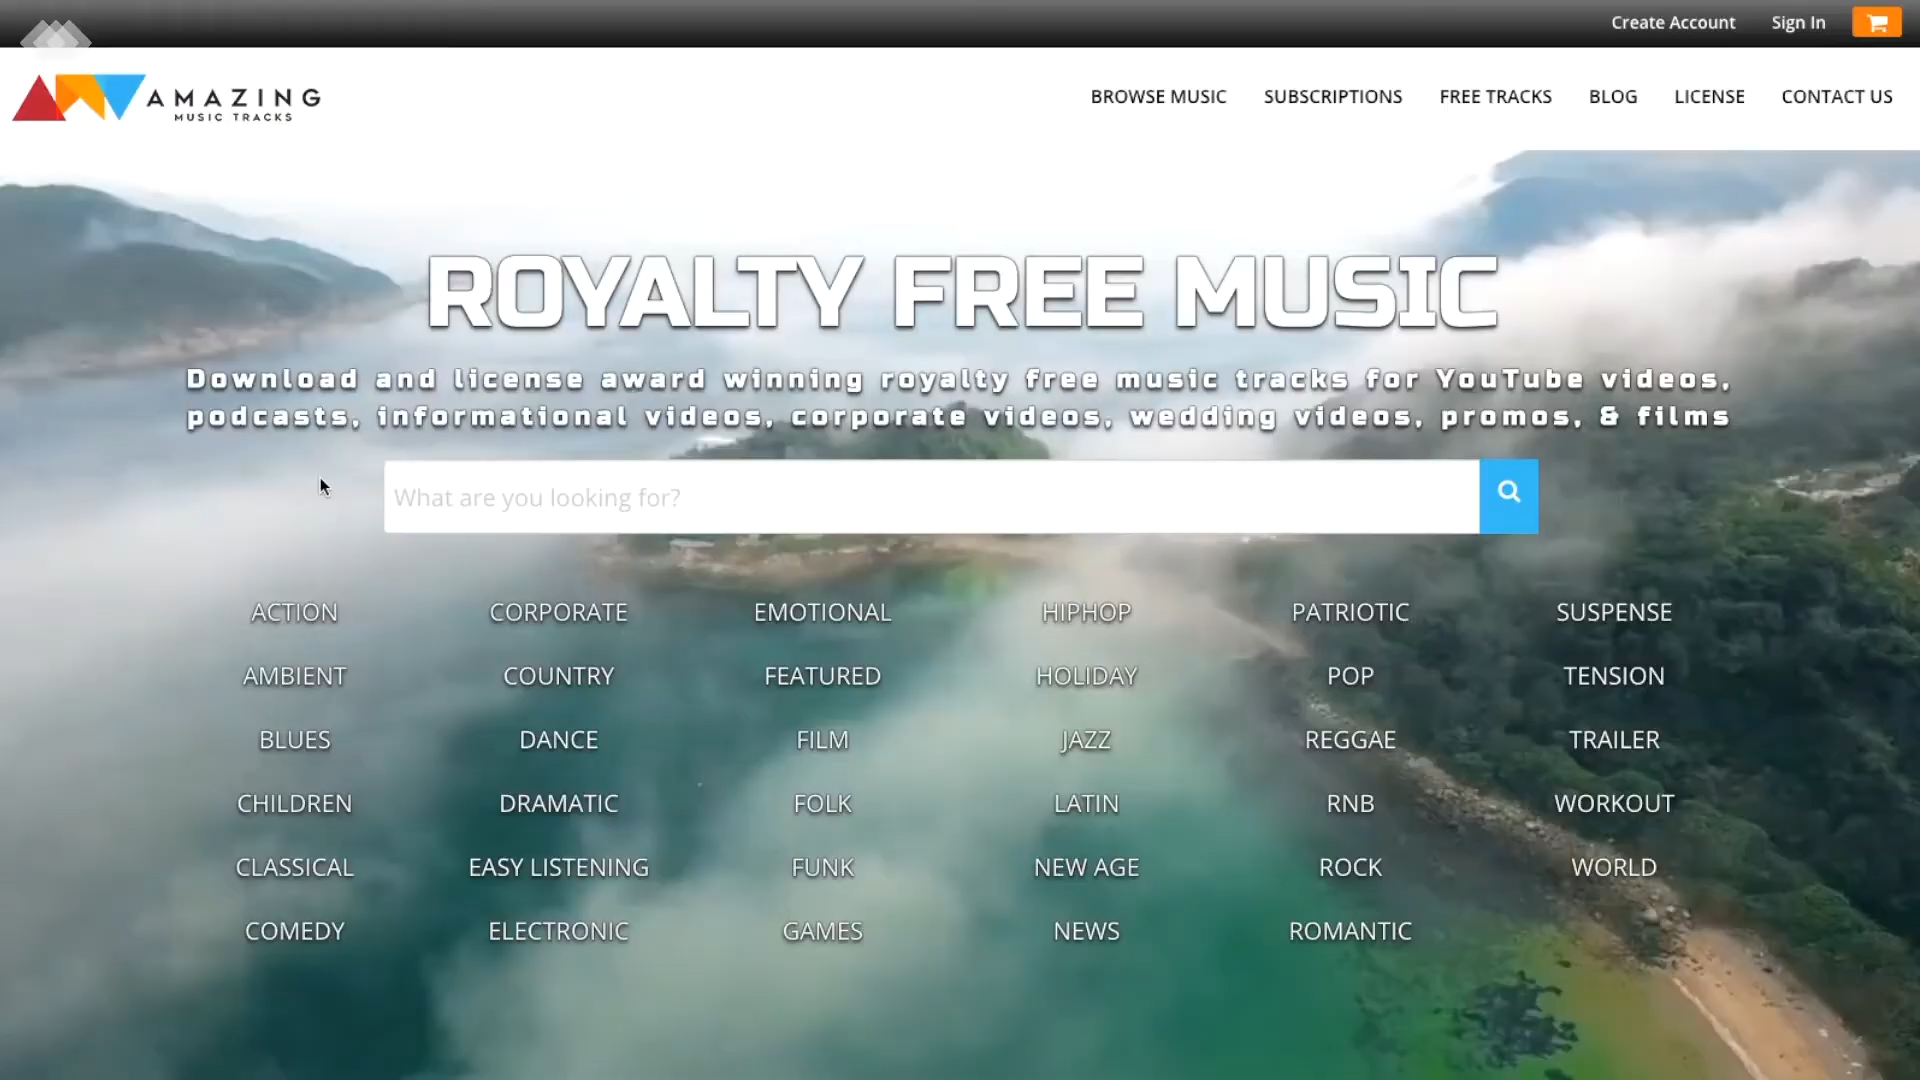 Create Account Sign In
AMAZING
MUSIC TRACKS
BROWSE MUSIC SUBSCRIPTIONS FREE TRACKS BLOG LICENSE CONTACT US
ROYALTY FREE MUSIC
Download and license award winning royalty free music tracks for YouTube videos,
podcasts, informational videos, corporate videos, wedding videos, promos, & films
What are you looking for?
ACTION CORPORATE EMOTIONAL HIPHOP PATRIOTIC SUSPENSE
AMBIENT COUNTRY FEATURED HOLIDAY POP TENSION
BLUES DANCE FILM JAZZ REGGAE TRAILER
CHILDREN DRAMATIC FOLK LATIN RNB WORKOUT
CLASSICAL EASY LISTENING FUNK NEW AGE ROCK WORLD
COMEDY ELECTRONIC GAMES NEWS ROMANTIC